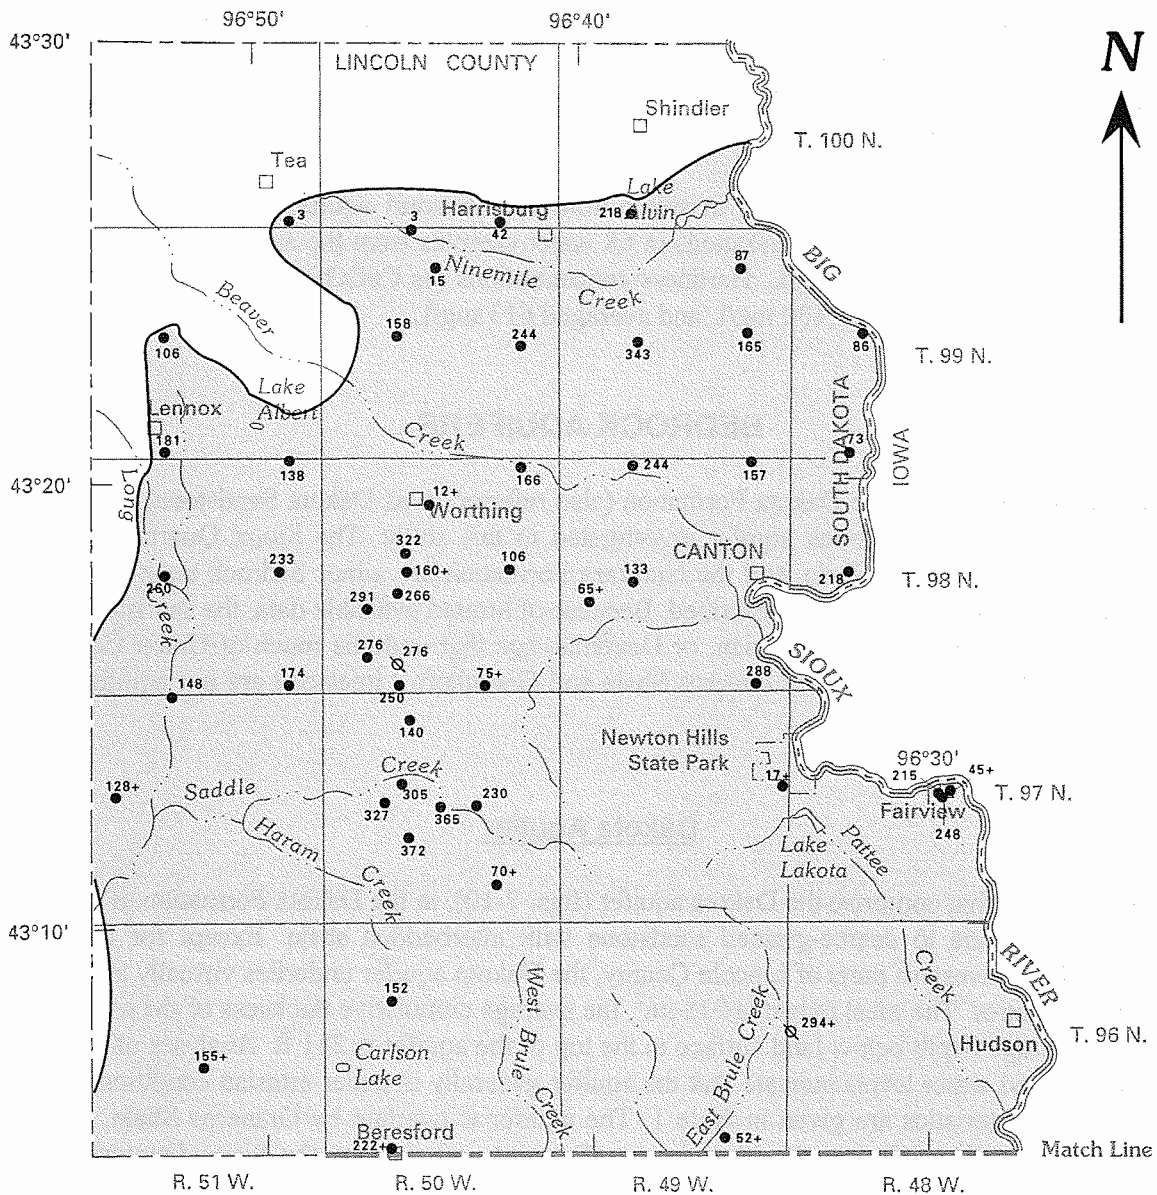 96°50'
96°40'
43°30'
N
LINCOLN COUNTY
Shindler
T. 100 N.
Tea
Lake
Alvin
3
3
Harrisburg
42
218
BIG
87
Ninemile
15
Creek
Beaver
158
244
343
165
86
106
T. 99 N.
Lake
Albert
Lennox
SOUTH DAKOTA
IOWA
Creek
73
181
138
166
244
157
43°20'
Long
12+
Worthing
322
CANTON
233
160+
106
133
218
T. 98 N.
260
Creek
291
266
65+
276
276
SIOUX
148
174
250
75+
288
140
Newton Hills
State Park
96°30'
Creek
17+
215
45+
T. 97 N.
128+
Saddle
305
230
Fairview
327
365
248
Haram
372
Pattee
Lake
Lakota
70+
Creek
43°10'
Creek
RIVER
152
West Brule Creek
East Brule Creek
294+
T. 96 N.
Hudson
155+
Carlson
Lake
Beresford
222+
52+
Match Line
R. 51 W.
R. 50 W.
R. 49 W.
R. 48 W.